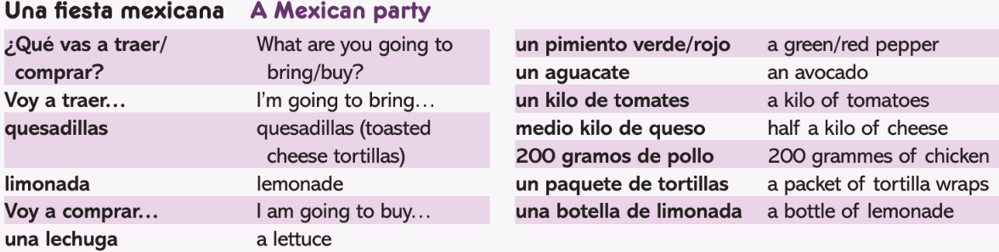 Una fiesta mexicana A Mexican party
¿Qué vas a traer/ What are you going to
comprar? bring/buy?
Voy a traer… I'm going to bring…
quesadillas quesadillas (toasted
cheese tortillas)
limonada lemonade
Voy a comprar… I am going to buy…
una lechuga a lettuce
un pimiento verde/rojo a green/red pepper
un aguacate an avocado
un kilo de tomates a kilo of tomatoes
medio kilo de queso half a kilo of cheese
200 gramos de pollo 200 grammes of chicken
un paquete de tortillas a packet of tortilla wraps
una botella de limonada a bottle of lemonade